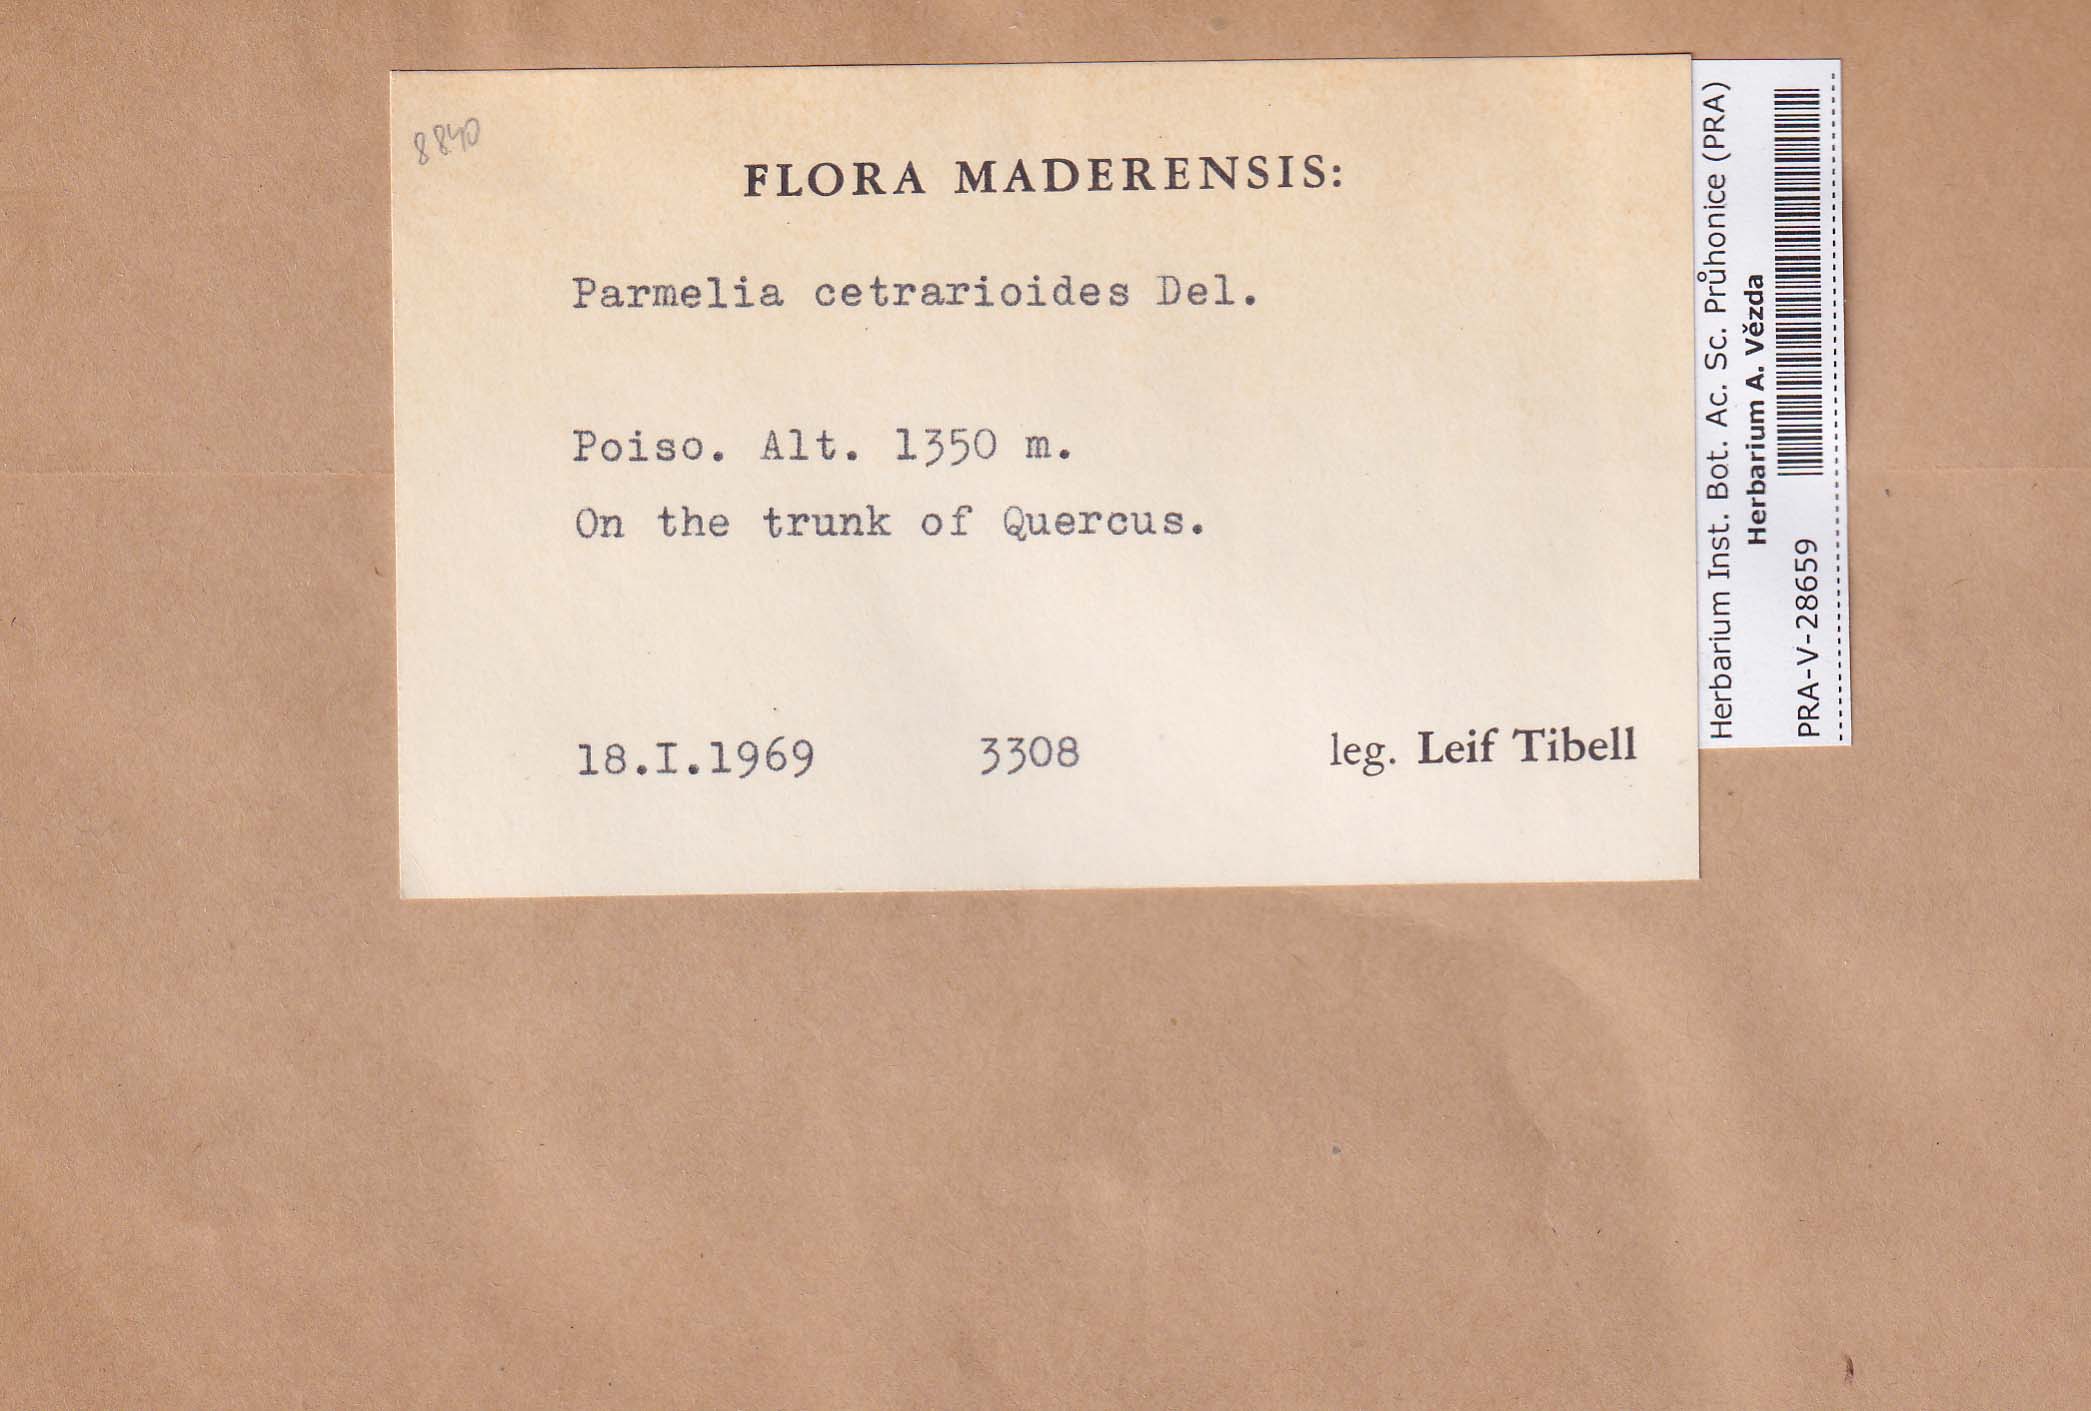 8840
FLORA MADERENSIS:
Parmelia cetrarioides Del.
Poiso. Alt. 1350 m.
On the trunk of Quercus.
18.I.1969 3308 leg. Leif Tibell
Herbarium Inst. Bot. Ac. Sc. Průhonice (PRA)
Herbarium A. Vězda
PRA-V-28659